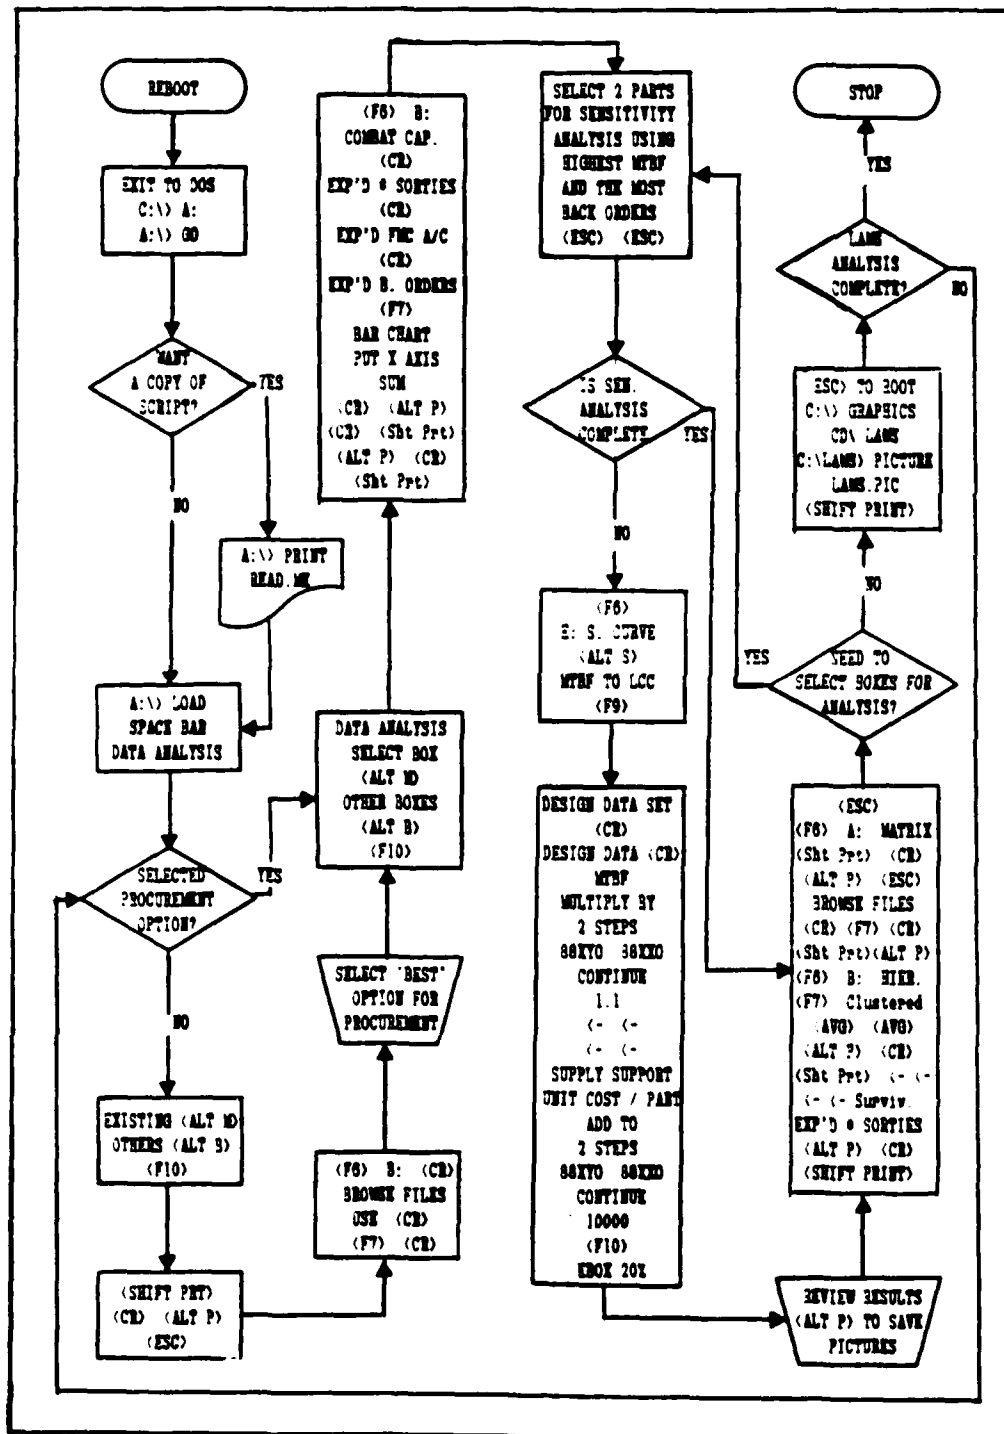 REBOOT
EXIT TO DOS
C:\> A:
A:\> GO
WANT
A COPY OF
SCRIPT?
YES
NO
A:\> PRINT
READ.ME
A:\> LOAD
SPACE BAR
DATA ANALYSIS
SELECTED
PROCUREMENT
OPTION?
YES
NO
EXISTING <ALT M>
OTHERS <ALT B>
<F10>
<SHIFT PRT>
<CR> <ALT P>
<ESC>
<F6> B: <CR>
BROWSE FILES
USE <CR>
<F7> <CR>
SELECT "BEST"
OPTION FOR
PROCUREMENT
DATA ANALYSIS
SELECT BOX
<ALT M>
OTHER BOXES
<ALT B>
<F10>
<F6> B:
COMBAT CAP.
<CR>
EXP'D # SORTIES
<CR>
EXP'D FMC A/C
<CR>
EXP'D B. ORDERS
<F7>
BAR CHART
PUT X AXIS
SUM
<CR> <ALT P>
<CR> <Sht Prt>
<ALT P> <CR>
<Sht Prt>
SELECT 2 PARTS
FOR SENSITIVITY
ANALYSIS USING
HIGHEST MTBF
AND THE MOST
BACK ORDERS
<ESC> <ESC>
IS SEN.
ANALYSIS
COMPLETE
YES
NO
<F6>
E: S. CURVE
<ALT S>
MTBF TO LCC
<F9>
DESIGN DATA SET
<CR>
DESIGN DATA <CR>
MTBF
MULTIPLY BY
2 STEPS
88XYO 88XXO
CONTINUE
1.1
<- <-
<- <-
SUPPLY SUPPORT
UNIT COST / PART
ADD TO
2 STEPS
88XYO 88XXO
CONTINUE
10000
<F10>
KBOX 20X
REVIEW RESULTS
<ALT P> TO SAVE
PICTURES
<ESC>
<F6> A: MATRIX
<Sht Prt> <CR>
<ALT P> <ESC>
BROWSE FILES
<CR> <F7> <CR>
<Sht Prt><ALT P>
<F6> B: HIER.
<F7> Clustered
<AVG> <AVG>
<ALT P> <CR>
<Sht Prt> <- <-
<- <- Surviv.
EXP'D # SORTIES
<ALT P> <CR>
<SHIFT PRINT>
NEED TO
SELECT BOXES FOR
ANALYSIS?
YES
NO
ESC> TO ROOT
C:\> GRAPHICS
CD\ LAMS
C:\LAMS> PICTURE
LAMS.PIC
<SHIFT PRINT>
LAMS
ANALYSIS
COMPLETE?
NO
YES
STOP